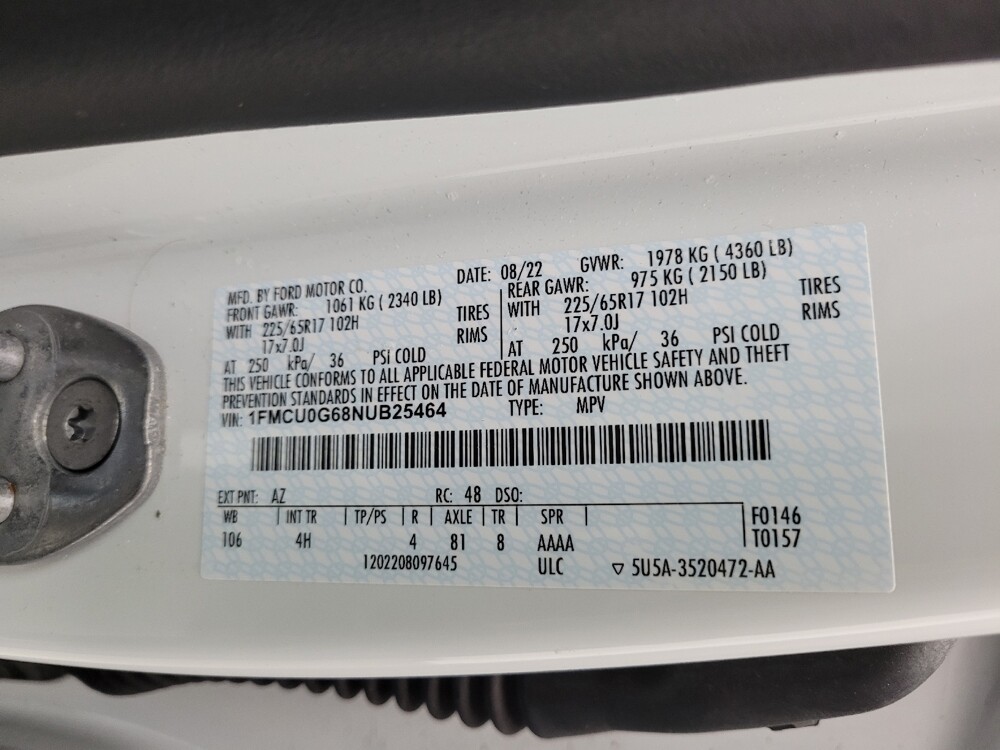 MFD. BY FORD MOTOR CO. DATE: 08/22 GVWR: 1978 KG ( 4360 LB)
FRONT GAWR: 1061 KG ( 2340 LB) REAR GAWR: 975 KG ( 2150 LB)
WITH 225/65R17 102H TIRES WITH 225/65R17 102H TIRES
17x7.0J RIMS 17x7.0J RIMS
AT 250 kPa/ 36 PSI COLD AT 250 kPa/ 36 PSI COLD
THIS VEHICLE CONFORMS TO ALL APPLICABLE FEDERAL MOTOR VEHICLE SAFETY AND THEFT
PREVENTION STANDARDS IN EFFECT ON THE DATE OF MANUFACTURE SHOWN ABOVE.
VIN: 1FMCU0G68NUB25464 TYPE: MPV
EXT PNT: AZ RC: 48 DSO:
WB INT TR TP/PS R AXLE TR SPR F0146
106 4H 4 81 8 AAAA T0157
1202208097645 ULC ▽ 5U5A-3520472-AA